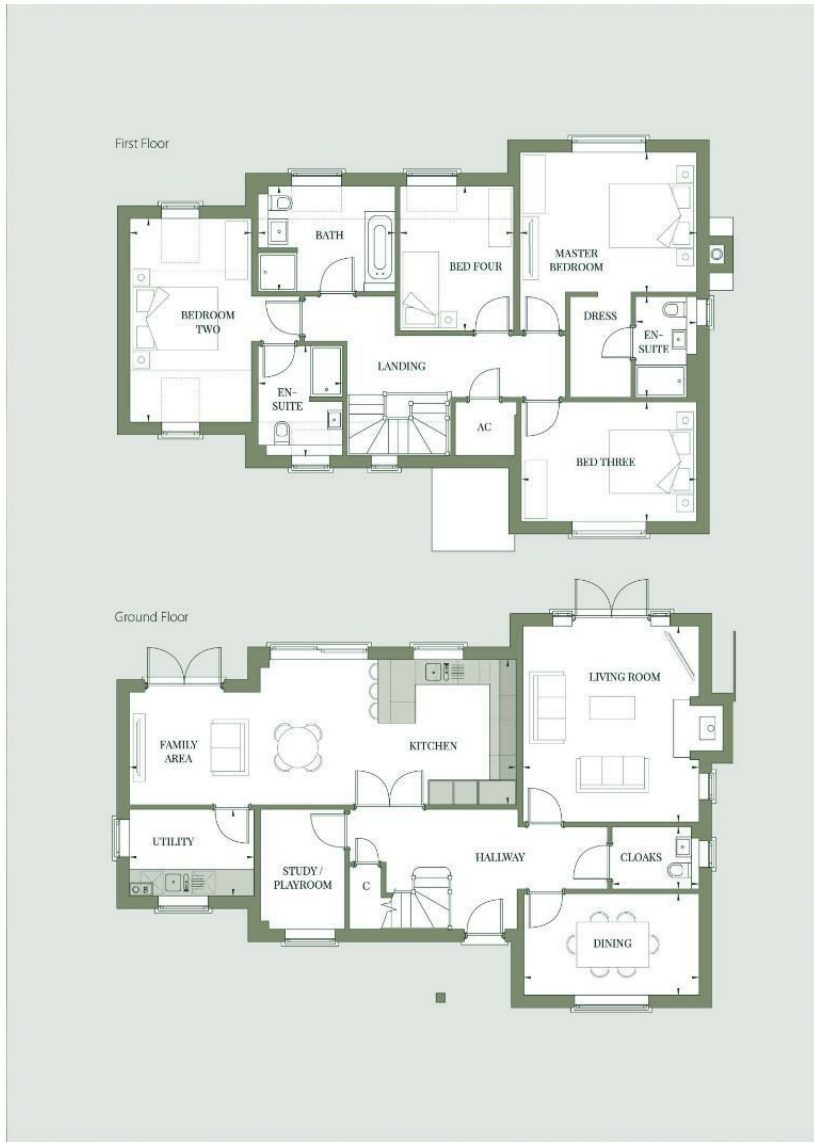 First Floor
BATH
BED FOUR
MASTER
BEDROOM
BEDROOM
TWO
DRESS
EN-
SUITE
LANDING
EN-
SUITE
AC
BED THREE
Ground Floor
LIVING ROOM
FAMILY
AREA
KITCHEN
UTILITY
STUDY /
PLAYROOM
HALLWAY
CLOAKS
C
B
DINING